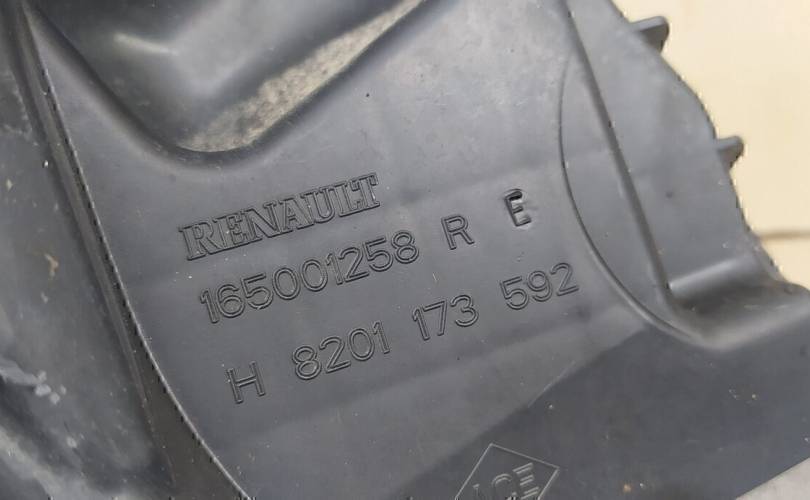 RENAULT
165001258 R E
H 8201 173 592